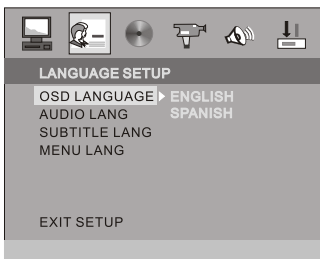 LANGUAGE SETUP
OSD LANGUAGE ENGLISH
AUDIO LANG SPANISH
SUBTITLE LANG
MENU LANG
EXIT SETUP